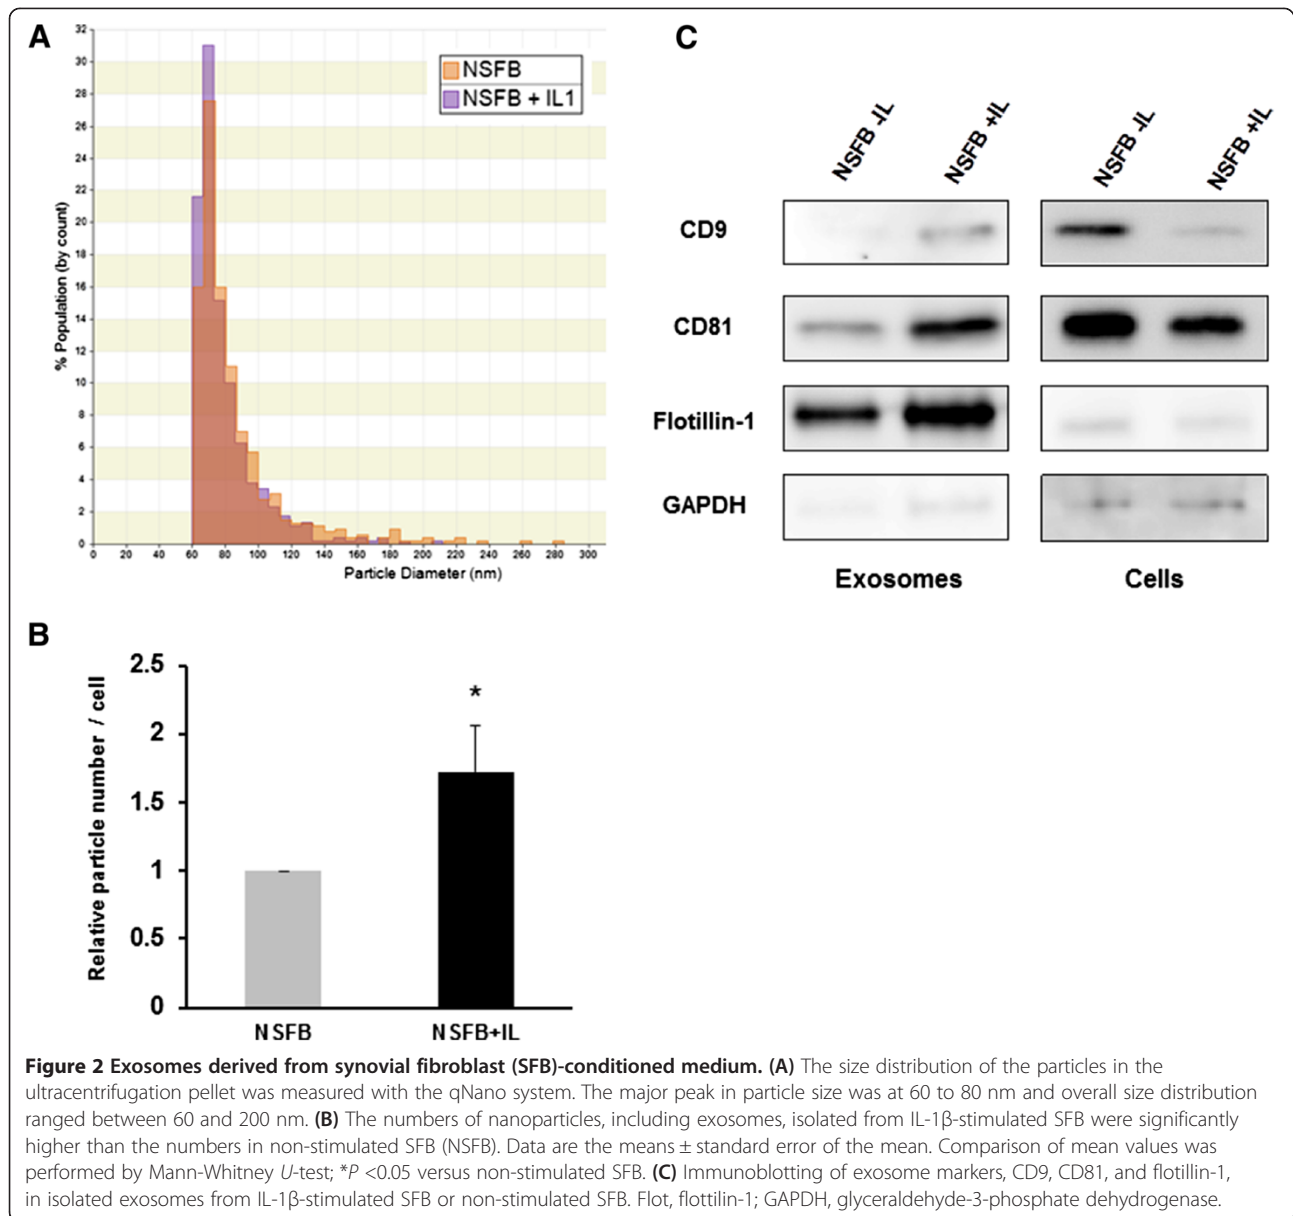 A
% Population (by count)
32
30
28
26
24
22
20
18
16
14
12
10
8
6
4
2
0
0 20 40 60 80 100 120 140 160 180 200 220 240 260 280 300
Particle Diameter (nm)
NSFB
NSFB + IL1
C
NSFB -IL
NSFB +IL
NSFB -IL
NSFB +IL
CD9
CD81
Flotillin-1
GAPDH
Exosomes
Cells
B
Relative particle number / cell
2.5
2
1.5
1
0.5
0
*
NSFB
NSFB+IL
Figure 2 Exosomes derived from synovial fibroblast (SFB)-conditioned medium. (A) The size distribution of the particles in the
ultracentrifugation pellet was measured with the qNano system. The major peak in particle size was at 60 to 80 nm and overall size distribution
ranged between 60 and 200 nm. (B) The numbers of nanoparticles, including exosomes, isolated from IL-1β-stimulated SFB were significantly
higher than the numbers in non-stimulated SFB (NSFB). Data are the means ± standard error of the mean. Comparison of mean values was
performed by Mann-Whitney U-test; *P <0.05 versus non-stimulated SFB. (C) Immunoblotting of exosome markers, CD9, CD81, and flotillin-1,
in isolated exosomes from IL-1β-stimulated SFB or non-stimulated SFB. Flot, flottilin-1; GAPDH, glyceraldehyde-3-phosphate dehydrogenase.